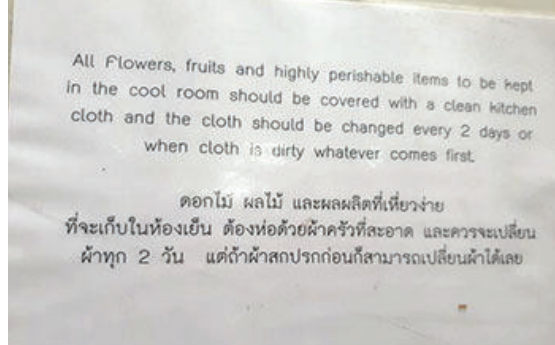 All Flowers, fruits and highly perishable items to be kept
in the cool room should be covered with a clean kitchen
cloth and the cloth should be changed every 2 days or
when cloth is dirty whatever comes first.
ดอกไม้ ผลไม้ และผลผลิตที่เหี่ยวง่าย
ที่จะเก็บในห้องเย็น ต้องห่อด้วยผ้าครัวที่สะอาด และควรจะเปลี่ยน
ผ้าทุก 2 วัน แต่ถ้าผ้าสกปรกก่อนก็สามารถเปลี่ยนผ้าได้เลย